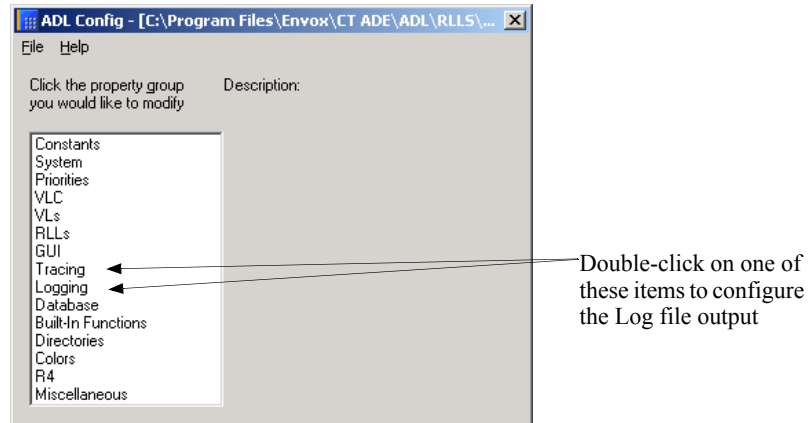 ADL Config - [C:\Program Files\Envox\CT ADE\ADL\RLLS\...
File Help
Click the property group
you would like to modify
Description:
Constants
System
Priorities
VLC
VLs
RLLs
GUI
Tracing
Logging
Database
Built-In Functions
Directories
Colors
R4
Miscellaneous
Double-click on one of
these items to configure
the Log file output